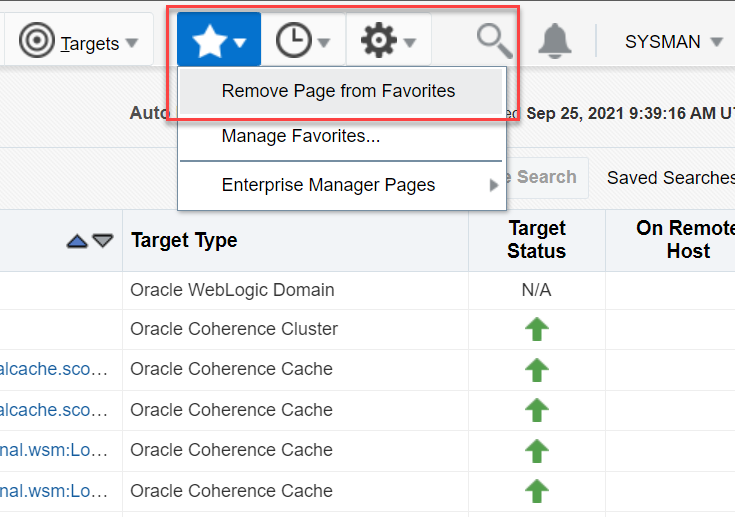 Targets
SYSMAN
Remove Page from Favorites
Auto
Sep 25, 2021 9:39:16 AM
Manage Favorites...
Search
Saved Searches
Enterprise Manager Pages
Target Type
Target
Status
On Remote
Host
Oracle WebLogic Domain
N/A
Oracle Coherence Cluster
alcache.sco...
Oracle Coherence Cache
alcache.sco...
Oracle Coherence Cache
nal.wsm:Lo...
Oracle Coherence Cache
nal.wsm:Lo...
Oracle Coherence Cache